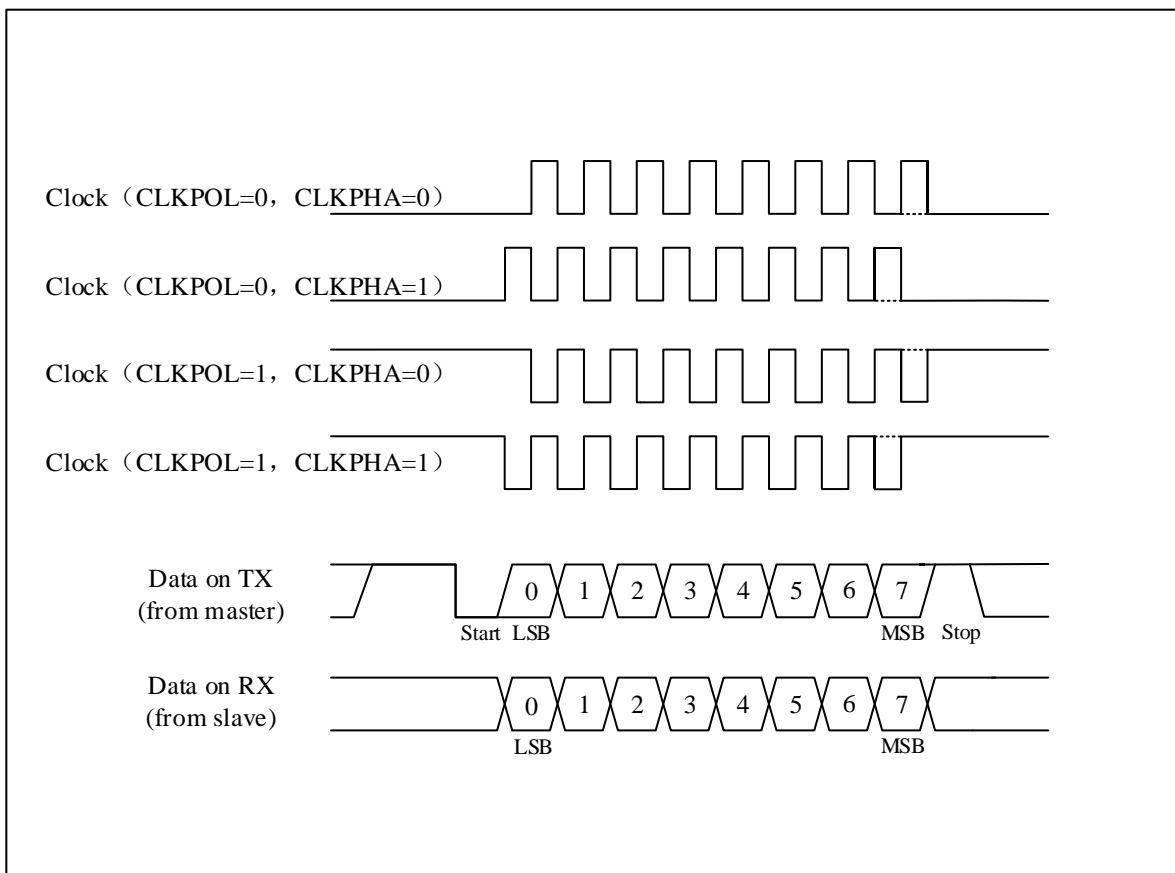 Clock（CLKPOL=0，CLKPHA=0）
Clock（CLKPOL=0，CLKPHA=1）
Clock（CLKPOL=1，CLKPHA=0）
Clock（CLKPOL=1，CLKPHA=1）
Data on TX
(from master)
0 1 2 3 4 5 6 7
Start LSB MSB Stop
Data on RX
(from slave)
0 1 2 3 4 5 6 7
LSB MSB